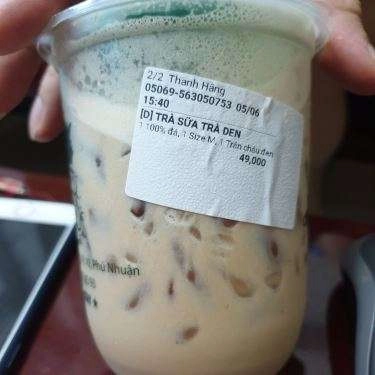 2/2 Thanh Hằng
05069-563050753 05/06
15:40
[D] TRÀ SỮA TRÀ ĐEN
1 100% đá, 1 Size M, 1 Trân châu đen
49,000
Phú Nhuận